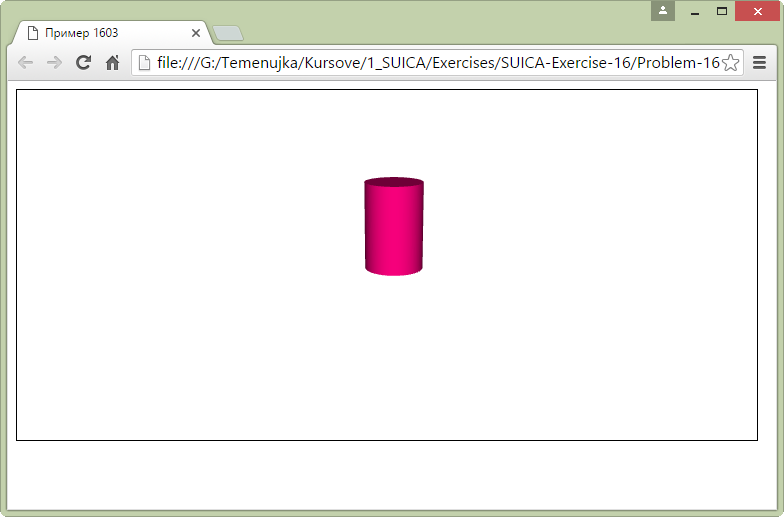 Пример 1603
file:///G:/Temenujka/Kursove/1_SUICA/Exercises/SUICA-Exercise-16/Problem-16